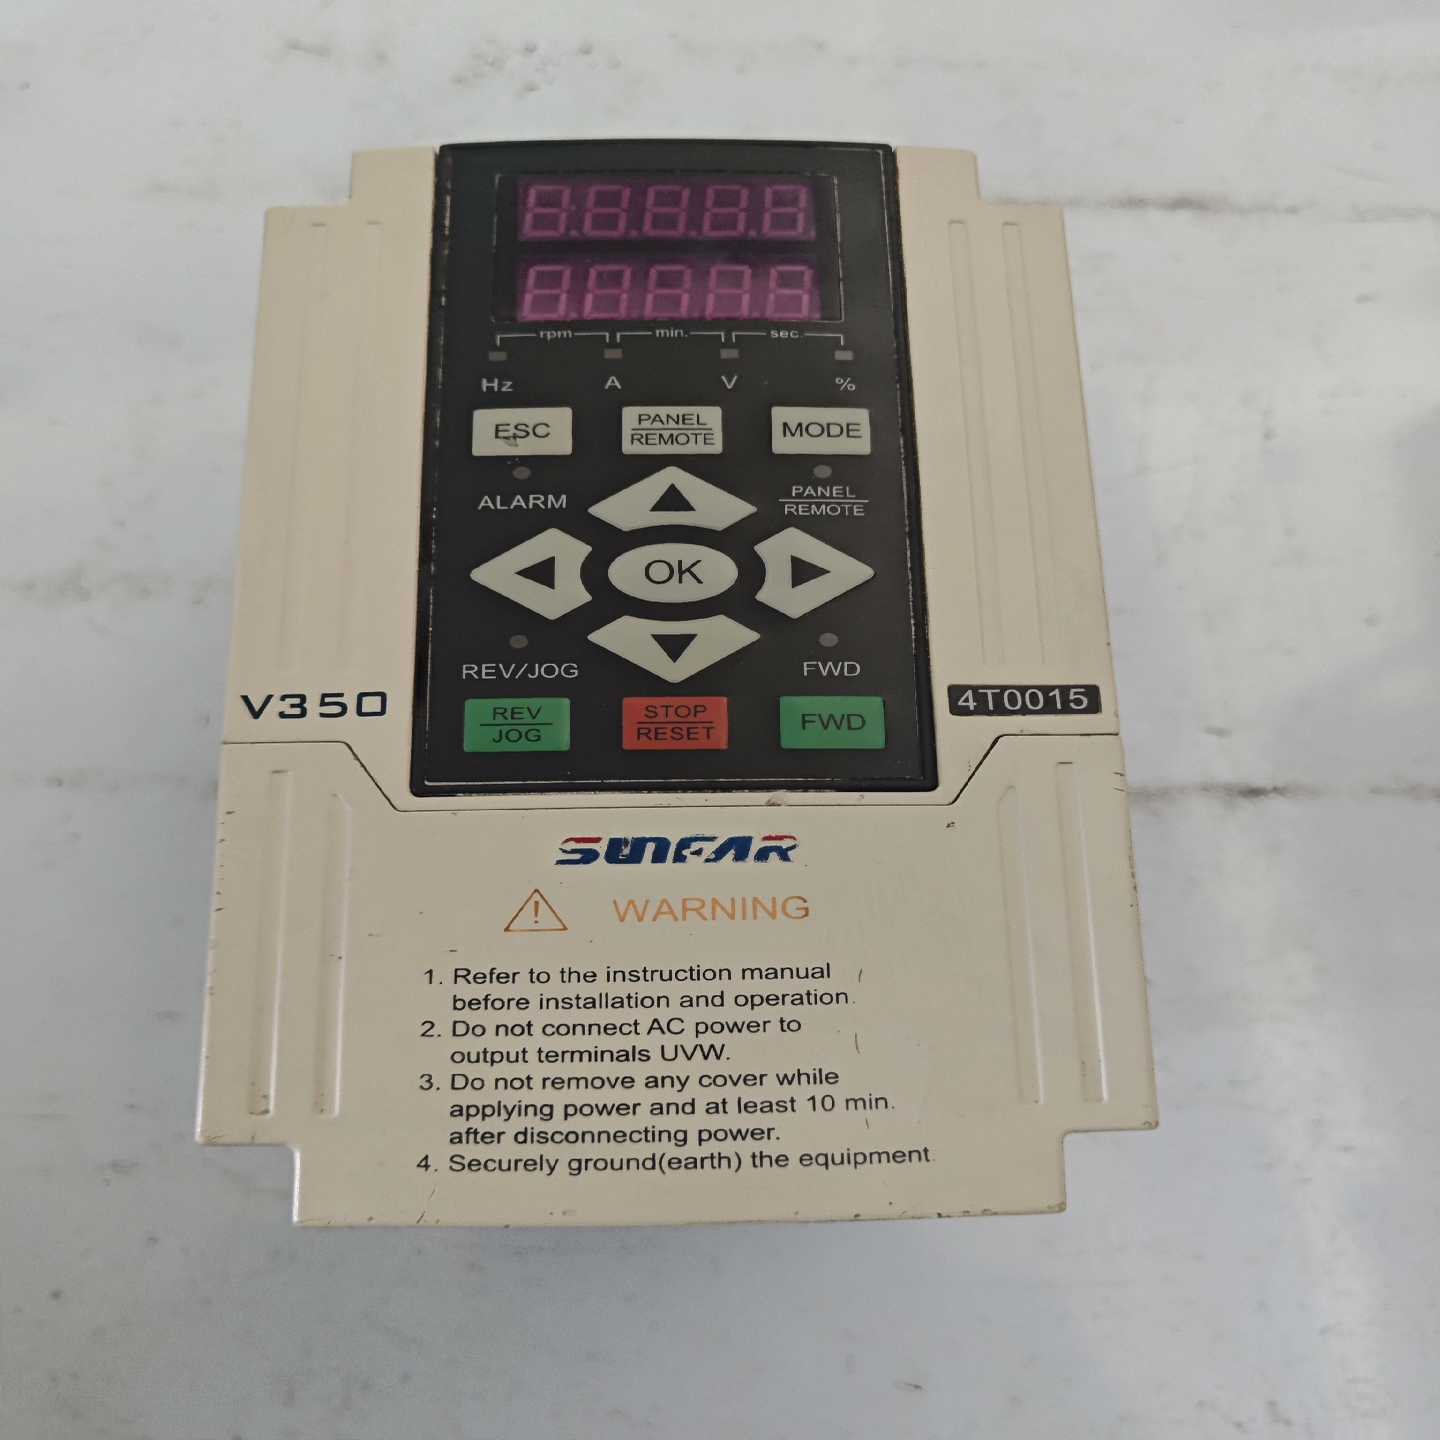 rpm min. sec.
Hz A V %
ESC PANEL REMOTE MODE
ALARM PANEL REMOTE
OK
REV/JOG FWD
REV JOG STOP RESET FWD
V350 4T0015
SUNFAR
WARNING
1. Refer to the instruction manual
before installation and operation.
2. Do not connect AC power to
output terminals UVW.
3. Do not remove any cover while
applying power and at least 10 min.
after disconnecting power.
4. Securely ground(earth) the equipment.